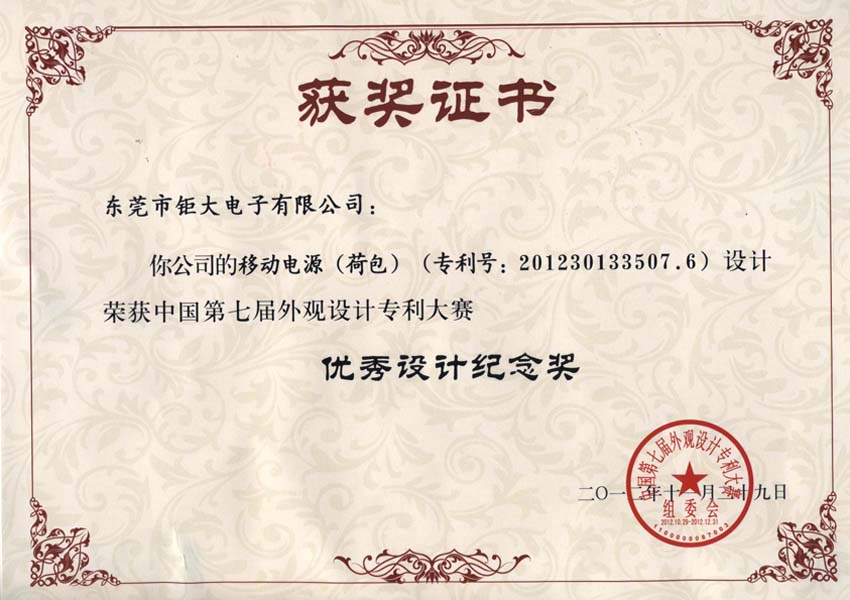 获奖证书
东莞市钜大电子有限公司：
你公司的移动电源（荷包）（专利号：201230133507.6）设计
荣获中国第七届外观设计专利大赛
优秀设计纪念奖
二〇一二年十一月二十九日
中国第七届外观设计专利大赛
组委会
2012.10.29-2012.12.31